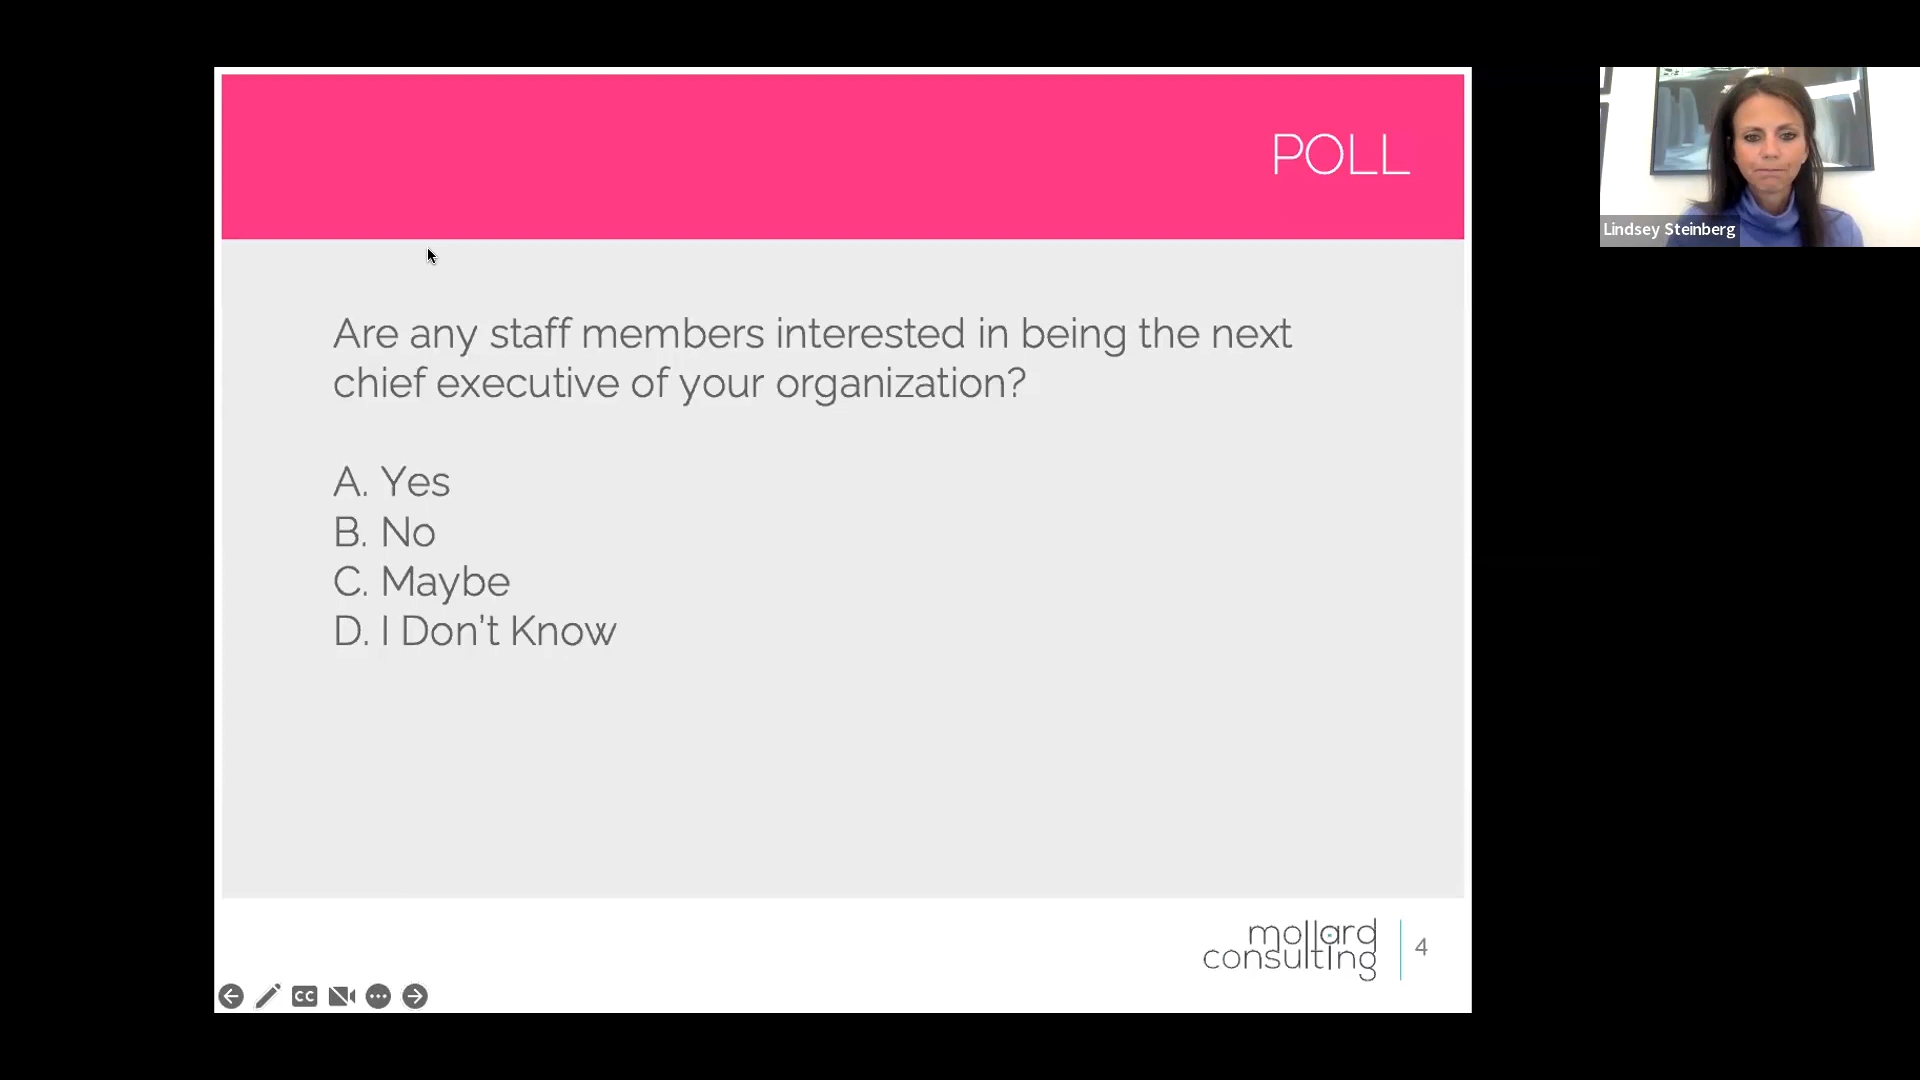 POLL
Lindsey Steinberg
Are any staff members interested in being the next
chief executive of your organization?
A. Yes
B. No
C. Maybe
D. I Don't Know
mollard
consulting
4
CC